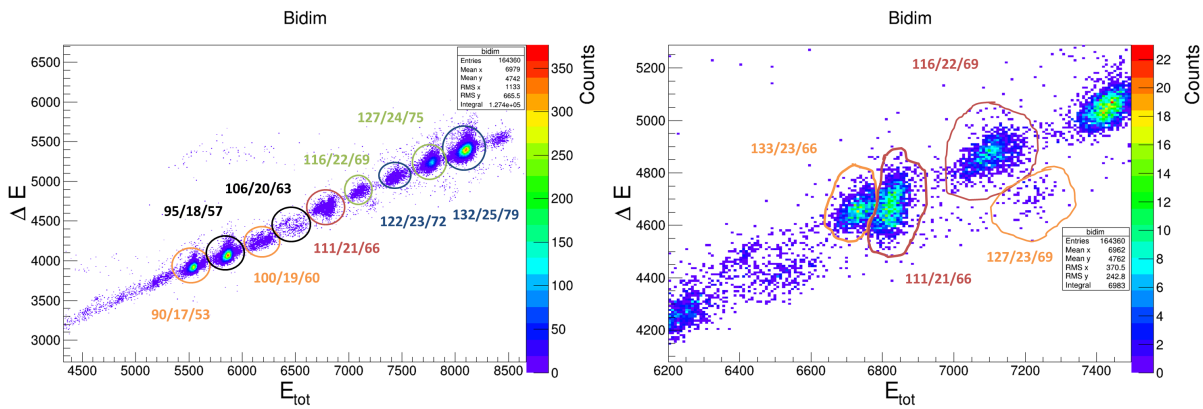 Bidim
bidim
Entries 164360
Mean x 6979
Mean y 4742
RMS x 1133
RMS y 665.5
Integral 1.274e+05
127/24/75
116/22/69
106/20/63
95/18/57
122/23/72
132/25/79
111/21/66
100/19/60
90/17/53
6500
6000
5500
5000
4500
4000
3500
3000
Δ E
4500 5000 5500 6000 6500 7000 7500 8000 8500
E tot
350
300
250
200
150
100
50
0
Counts
Bidim
116/22/69
133/23/66
127/23/69
111/21/66
bidim
Entries 164360
Mean x 6962
Mean y 4762
RMS x 370.5
RMS y 242.8
Integral 6983
5200
5000
4800
4600
4400
4200
Δ E
6200 6400 6600 6800 7000 7200 7400
E tot
22
20
18
16
14
12
10
8
6
4
2
0
Counts